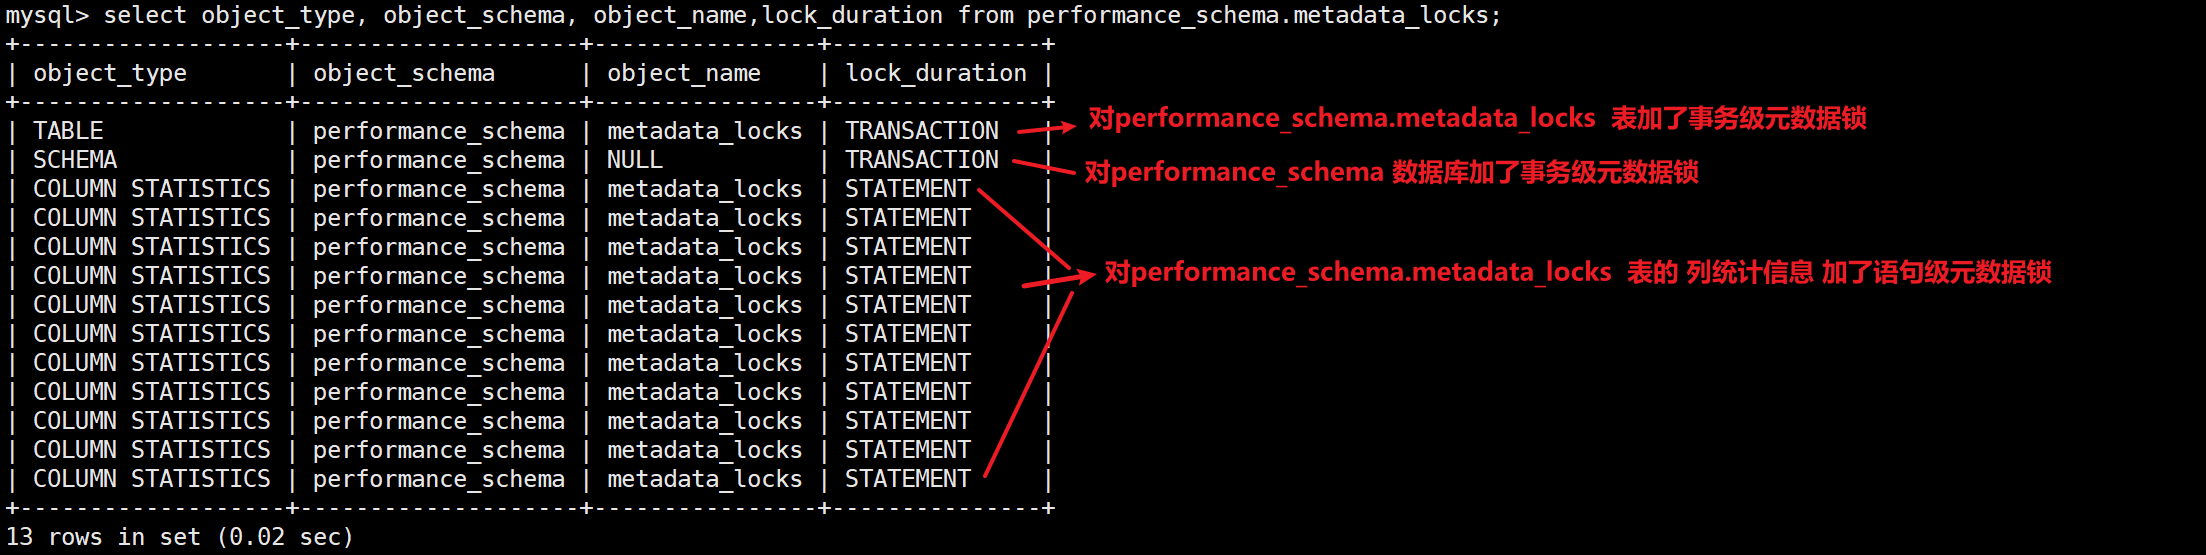 mysql> select object_type, object_schema, object_name,lock_duration from performance_schema.metadata_locks;
+-------------------+--------------------+----------------+---------------+
| object_type       | object_schema      | object_name    | lock_duration |
+-------------------+--------------------+----------------+---------------+
| TABLE             | performance_schema | metadata_locks | TRANSACTION   | 对performance_schema.metadata_locks 表加了事务级元数据锁
| SCHEMA            | performance_schema | NULL           | TRANSACTION   | 对performance_schema 数据库加了事务级元数据锁
| COLUMN STATISTICS | performance_schema | metadata_locks | STATEMENT     |
| COLUMN STATISTICS | performance_schema | metadata_locks | STATEMENT     |
| COLUMN STATISTICS | performance_schema | metadata_locks | STATEMENT     |
| COLUMN STATISTICS | performance_schema | metadata_locks | STATEMENT     | 对performance_schema.metadata_locks 表的 列统计信息 加了语句级元数据锁
| COLUMN STATISTICS | performance_schema | metadata_locks | STATEMENT     |
| COLUMN STATISTICS | performance_schema | metadata_locks | STATEMENT     |
| COLUMN STATISTICS | performance_schema | metadata_locks | STATEMENT     |
| COLUMN STATISTICS | performance_schema | metadata_locks | STATEMENT     |
| COLUMN STATISTICS | performance_schema | metadata_locks | STATEMENT     |
| COLUMN STATISTICS | performance_schema | metadata_locks | STATEMENT     |
| COLUMN STATISTICS | performance_schema | metadata_locks | STATEMENT     |
+-------------------+--------------------+----------------+---------------+
13 rows in set (0.02 sec)